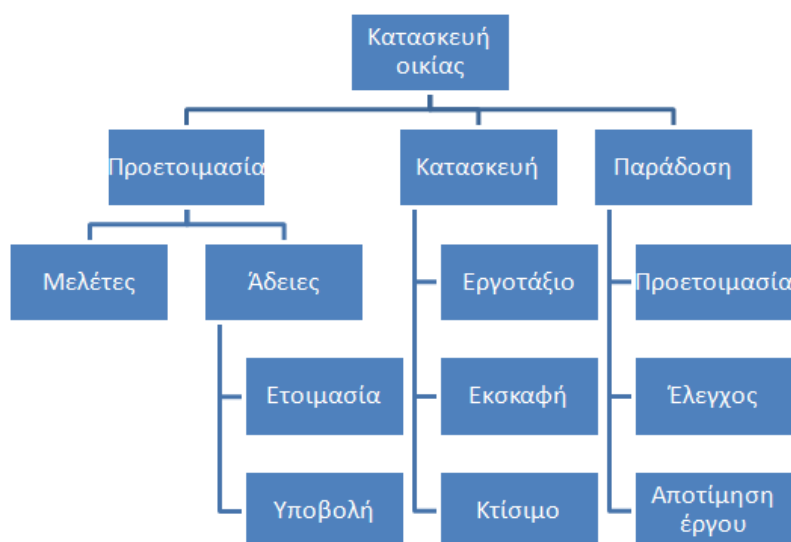 Κατασκευή
οικίας
Προετοιμασία
Κατασκευή
Παράδοση
Μελέτες
Άδειες
Εργοτάξιο
Προετοιμασία
Ετοιμασία
Εκσκαφή
Έλεγχος
Υποβολή
Κτίσιμο
Αποτίμηση
έργου